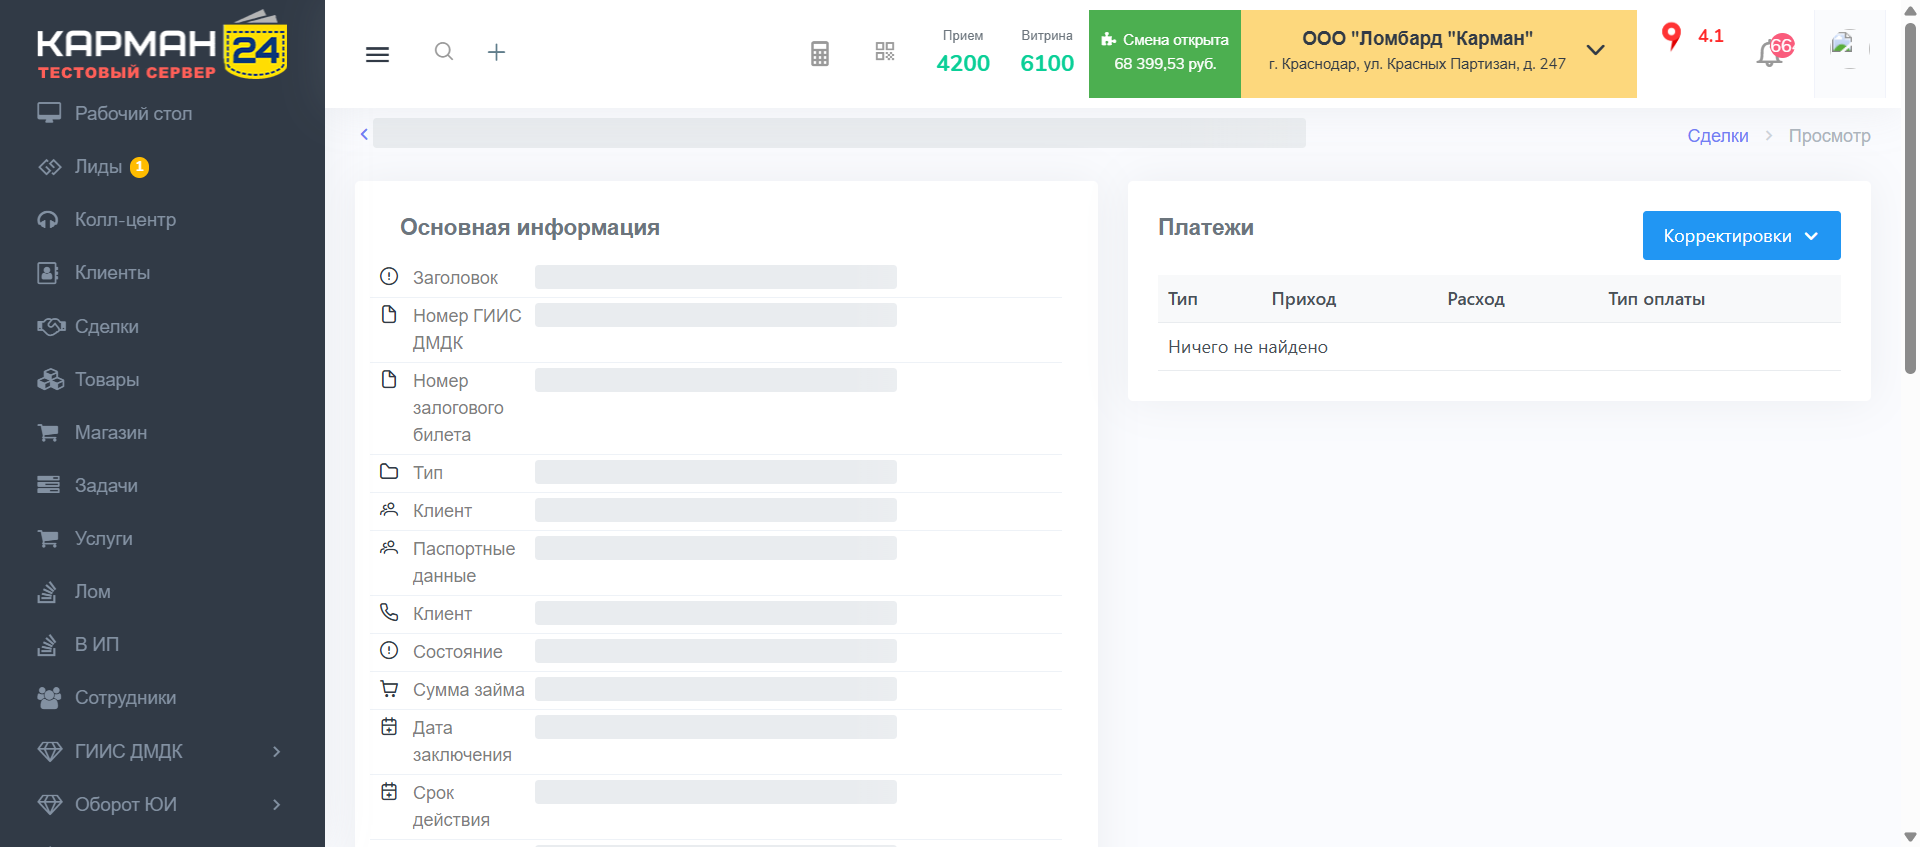 КАРМАН 24
ТЕСТОВЫЙ СЕРВЕР
Рабочий стол
Лиды 1
Колл-центр
Клиенты
Сделки
Товары
Магазин
Задачи
Услуги
Лом
В ИП
Сотрудники
ГИИС ДМДК
Оборот ЮИ
Прием
4200
Витрина
6100
Смена открыта
68 399,53 руб.
ООО "Ломбард "Карман"
г. Краснодар, ул. Красных Партизан, д. 247
4.1
Сделки
Просмотр
Основная информация
Заголовок
Номер ГИИС
ДМДК
Номер
залогового
билета
Тип
Клиент
Паспортные
данные
Клиент
Состояние
Сумма займа
Дата
заключения
Срок
действия
Платежи
Корректировки
Тип Приход Расход Тип оплаты
Ничего не найдено